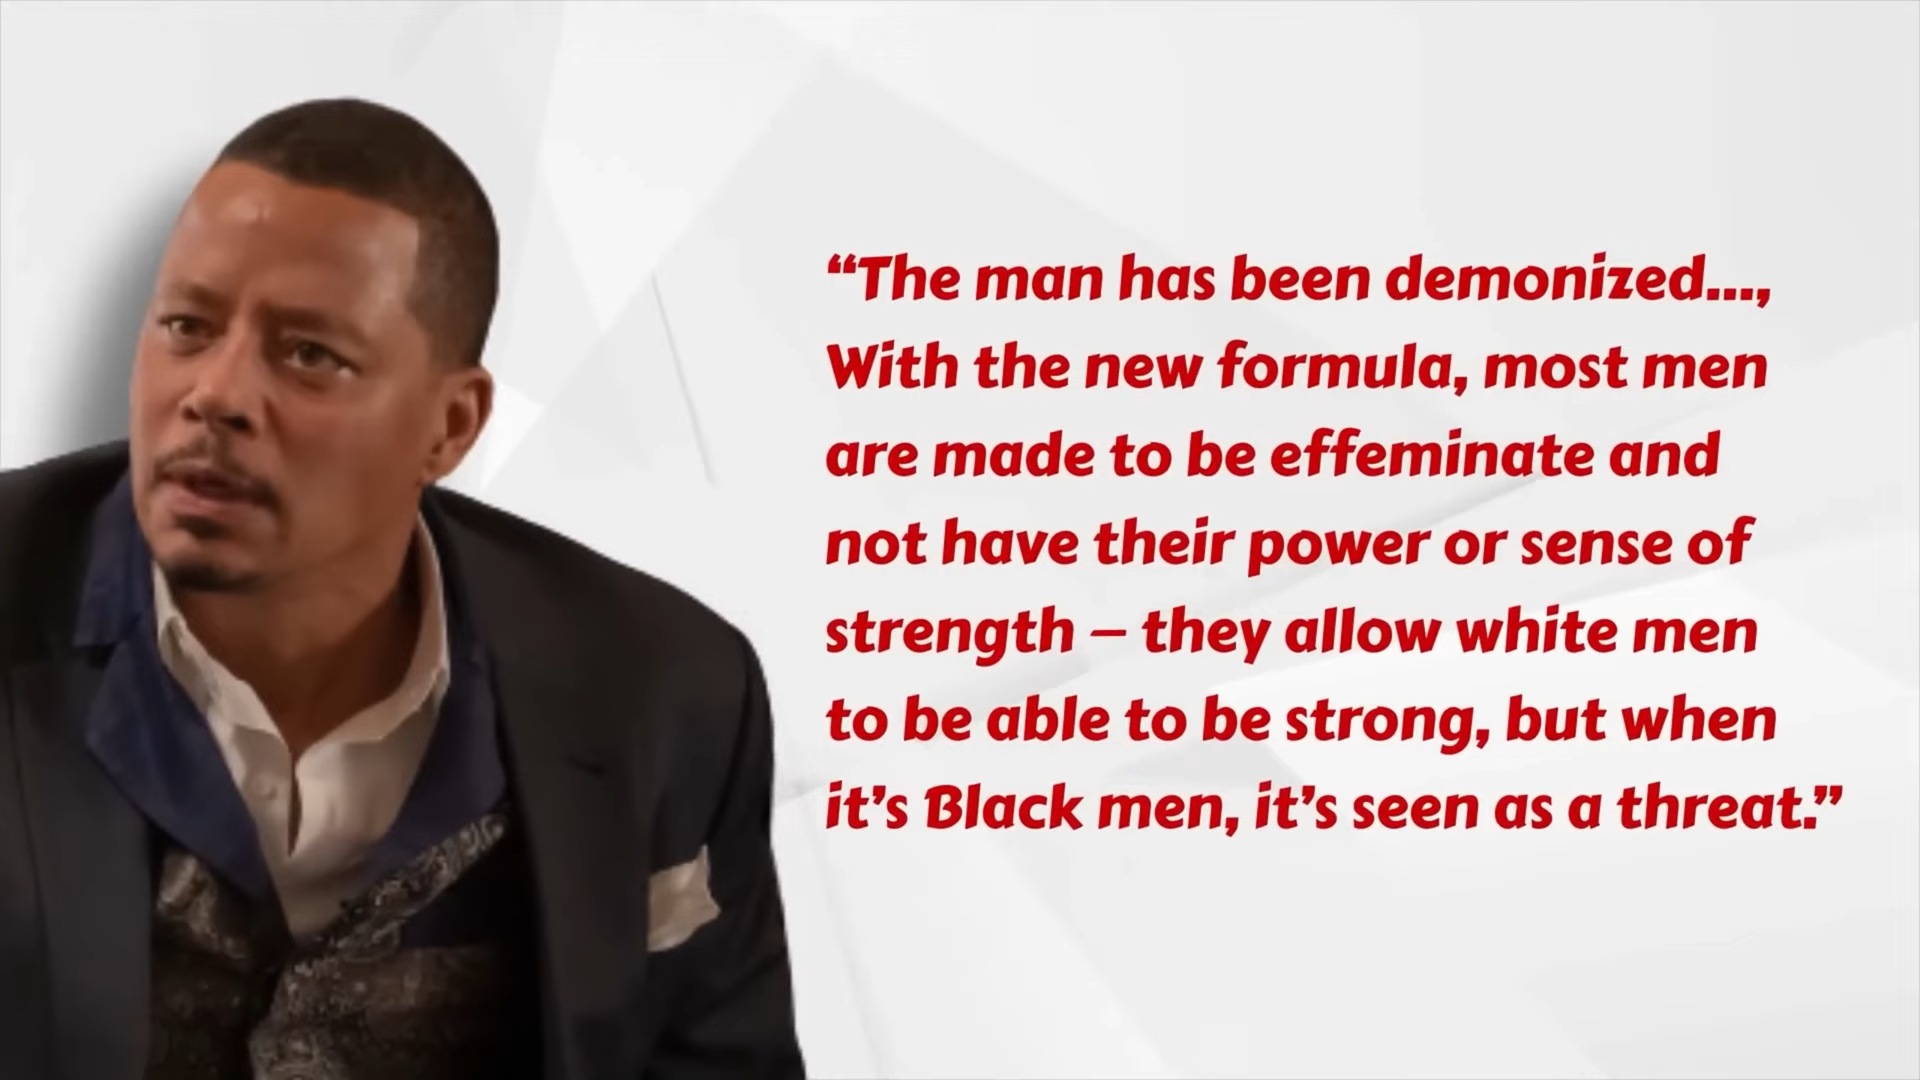 “The man has been demonized...,
With the new formula, most men
are made to be effeminate and
not have their power or sense of
strength – they allow white men
to be able to be strong, but when
it’s Black men, it’s seen as a threat.”